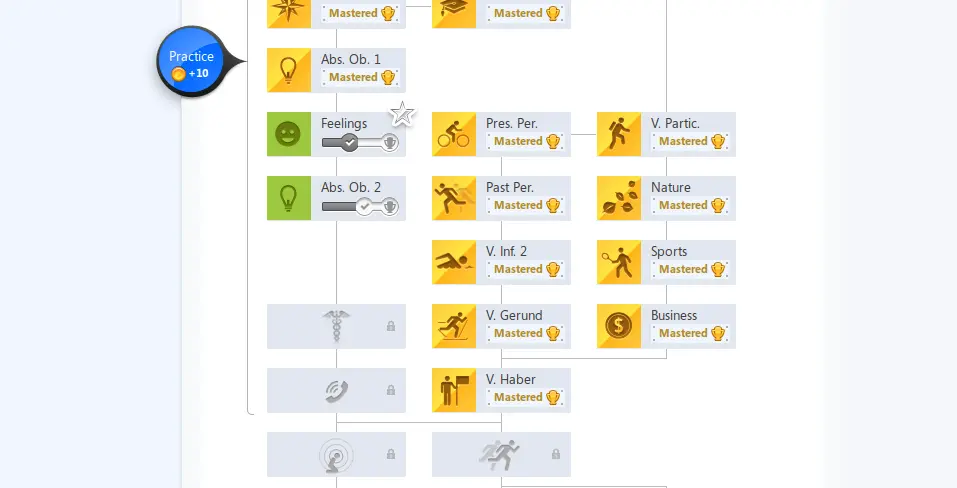 Mastered
Mastered
Practice
+10
Abs. Ob. 1
Mastered
Feelings
Pres. Per.
Mastered
V. Partic.
Mastered
Abs. Ob. 2
Past Per.
Mastered
Nature
Mastered
V. Inf. 2
Mastered
Sports
Mastered
V. Gerund
Mastered
Business
Mastered
V. Haber
Mastered